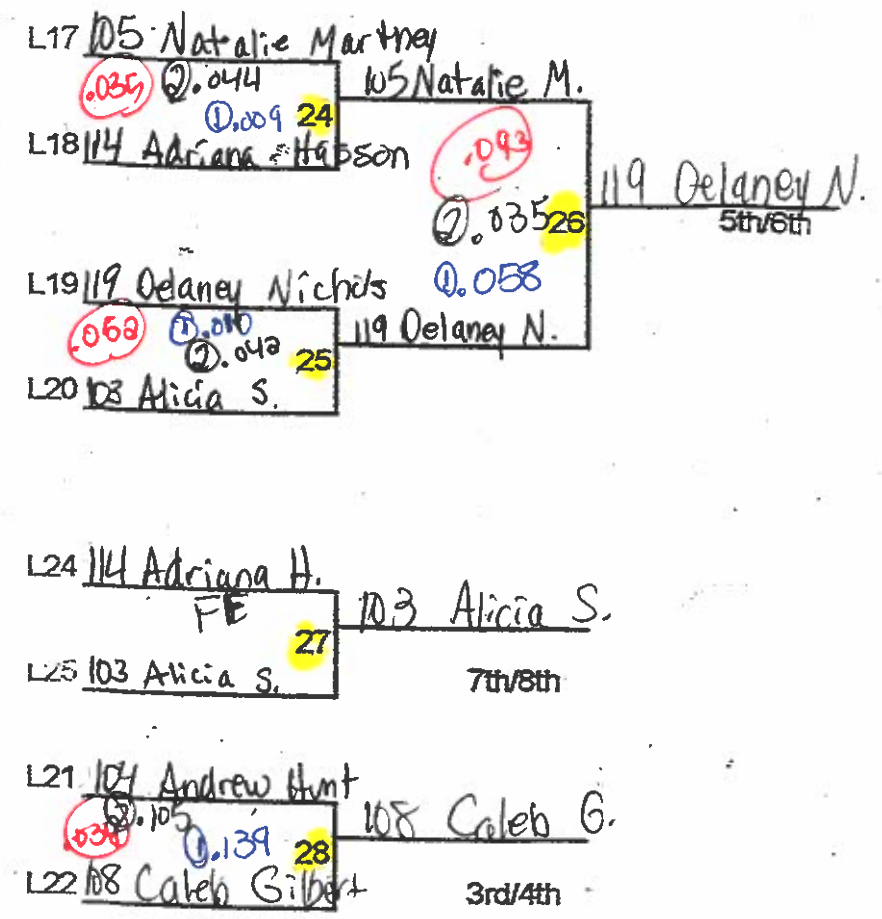 L17 105 Natalie Martney
.035 ② .044
① .009 24
L18 114 Adriana Hasson
105 Natalie M.
.093
② .035 26
① .058
119 Delaney N.
5th/6th
L19 119 Delaney Nichols
.052 ① .010
② .042 25
L20 103 Alicia S.
119 Delaney N.
L24 114 Adriana H.
FE
27
L25 103 Alicia S.
103 Alicia S.
7th/8th
L21 104 Andrew Hunt
② .105
① .139 28
L22 108 Caleb Gilbert
108 Caleb G.
3rd/4th